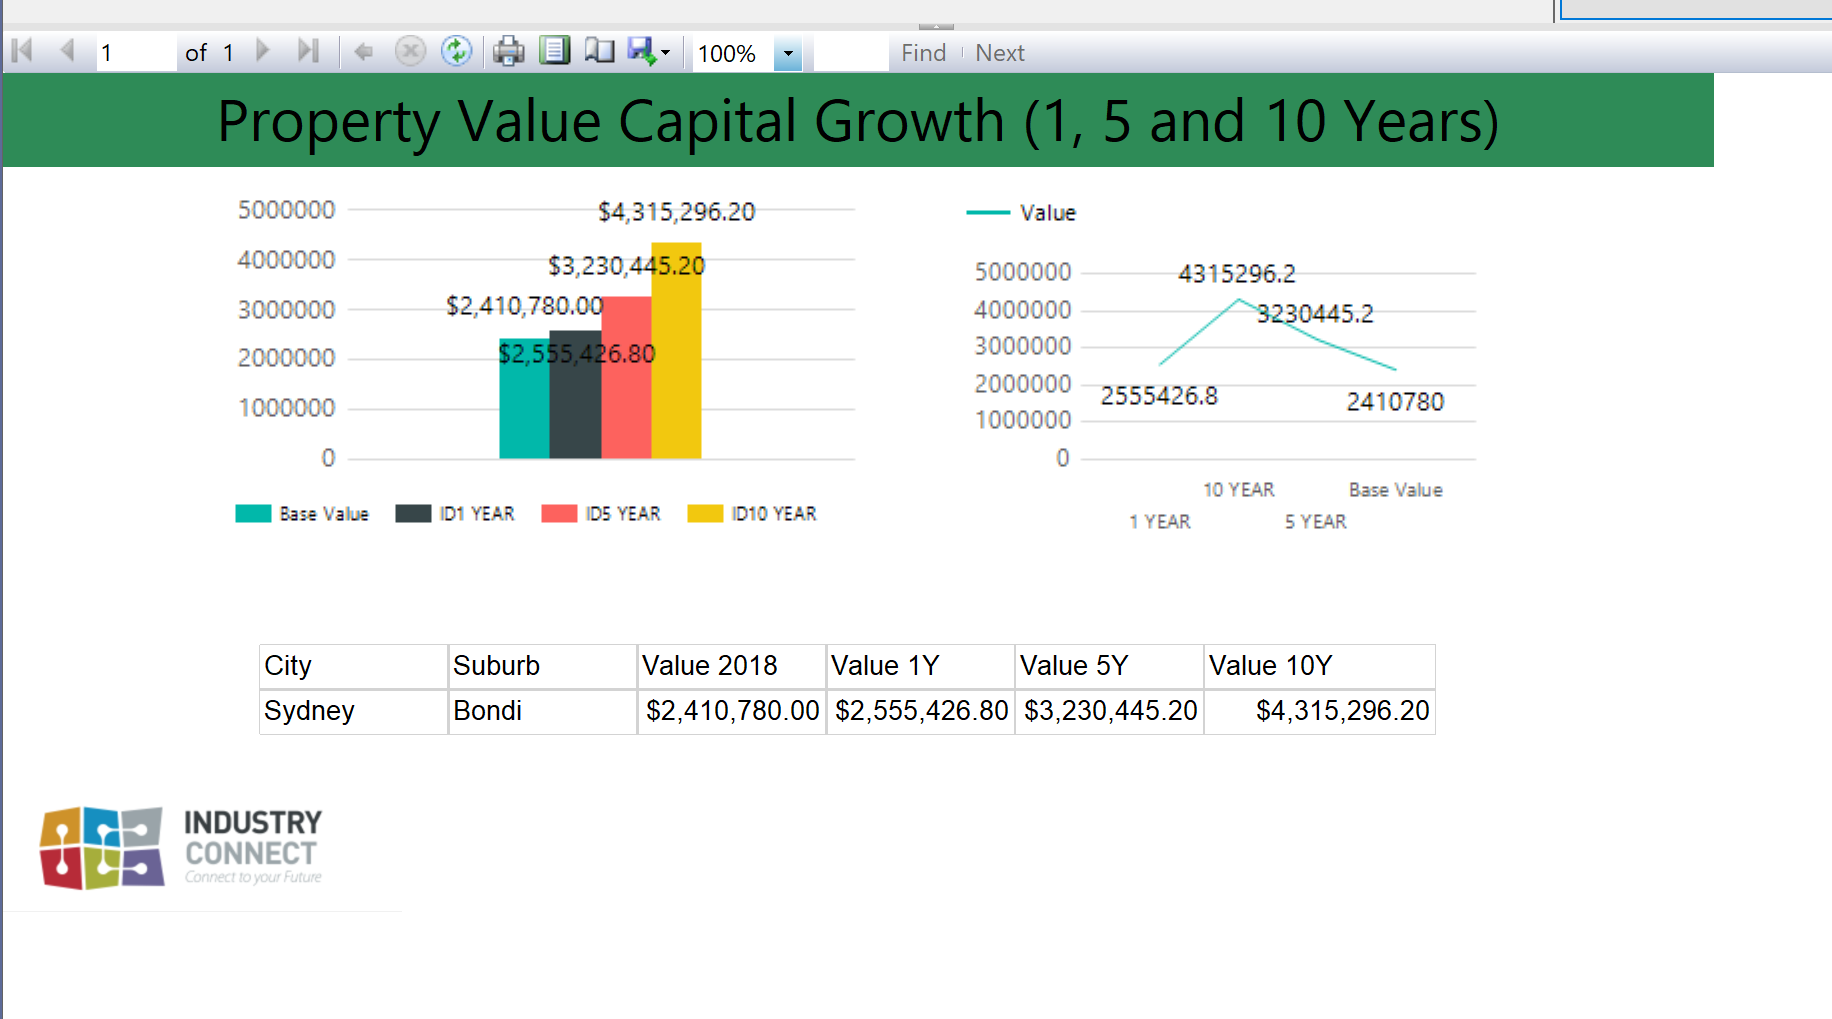 1 of 1 100% Find Next
Property Value Capital Growth (1, 5 and 10 Years)
5000000
4000000
3000000
2000000
1000000
0
$4,315,296.20
$3,230,445.20
$2,410,780.00
$2,555,426.80
Base Value ID1 YEAR ID5 YEAR ID10 YEAR
Value
5000000
4000000
3000000
2000000
1000000
0
4315296.2
3230445.2
2555426.8
2410780
10 YEAR Base Value
1 YEAR 5 YEAR
City Suburb Value 2018 Value 1Y Value 5Y Value 10Y
Sydney Bondi $2,410,780.00 $2,555,426.80 $3,230,445.20 $4,315,296.20
INDUSTRY
CONNECT
Connect to your Future